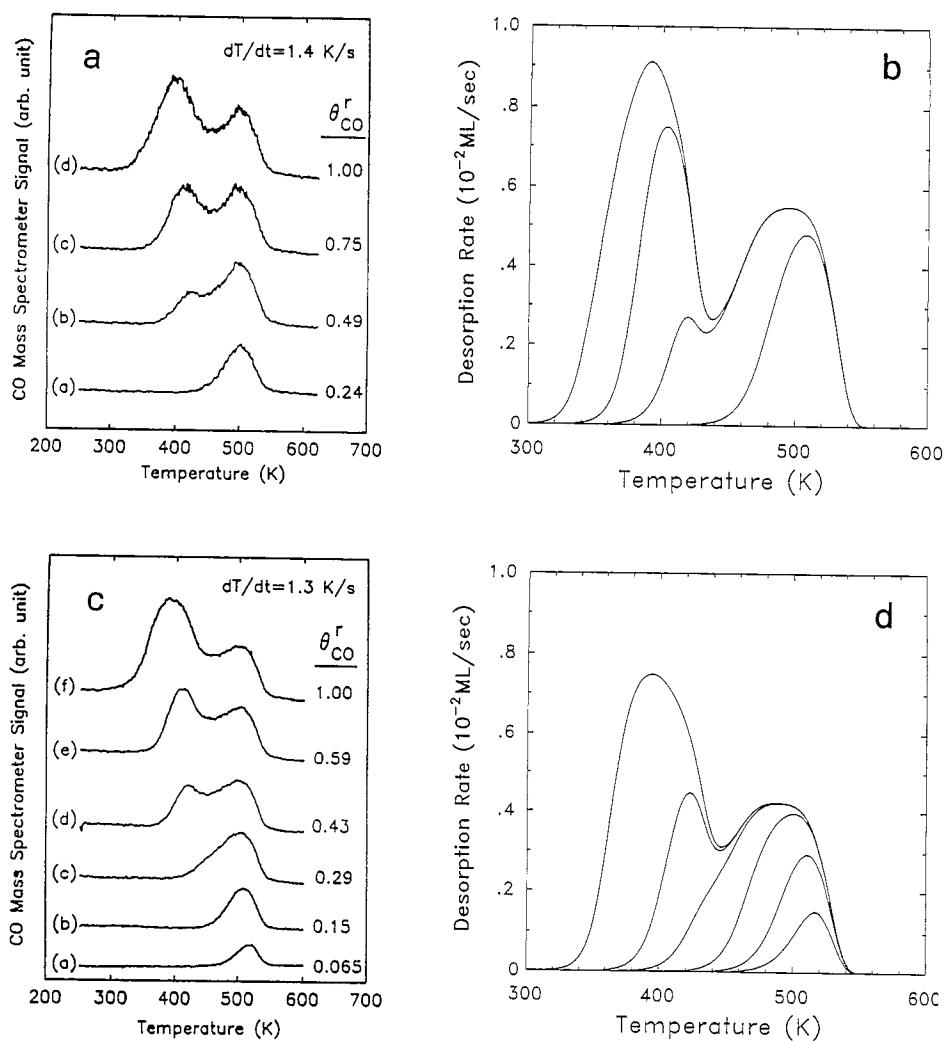 a
dT/dt=1.4 K/s
θ^r_CO
(d)
1.00
(c)
0.75
(b)
0.49
(a)
0.24
200 300 400 500 600 700
Temperature (K)
CO Mass Spectrometer Signal (arb. unit)
b
1.0
.8
.6
.4
.2
0
300 400 500 600
Temperature (K)
Desorption Rate (10⁻²ML/sec)
c
dT/dt=1.3 K/s
θ^r_CO
(f)
1.00
(e)
0.59
(d)
0.43
(c)
0.29
(b)
0.15
(a)
0.065
200 300 400 500 600 700
Temperature (K)
CO Mass Spectrometer Signal (arb. unit)
d
1.0
.8
.6
.4
.2
0
300 400 500 600
Temperature (K)
Desorption Rate (10⁻²ML/sec)